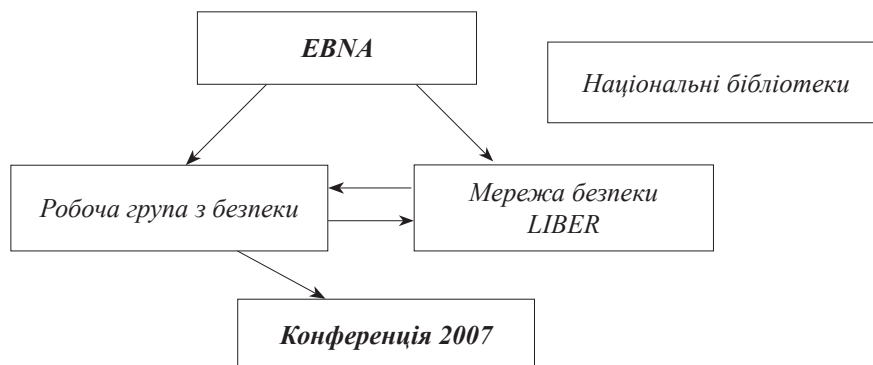 EBNA
Національні бібліотеки
Робоча група з безпеки
Мережа безпеки
LIBER
Конференція 2007